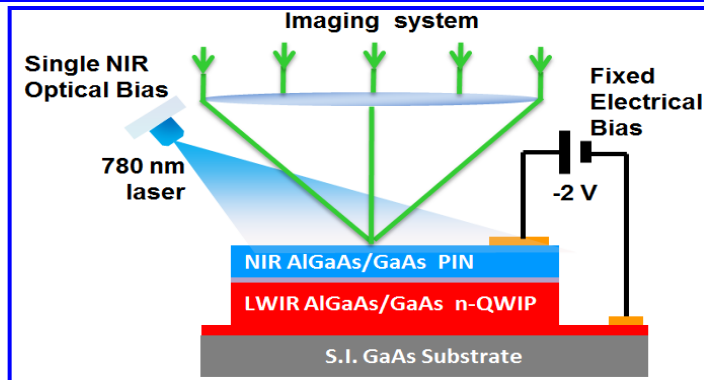 Imaging system
Single NIR
Optical Bias
Fixed
Electrical
Bias
780 nm
laser
-2 V
NIR AlGaAs/GaAs PIN
LWIR AlGaAs/GaAs n-QWIP
S.I. GaAs Substrate